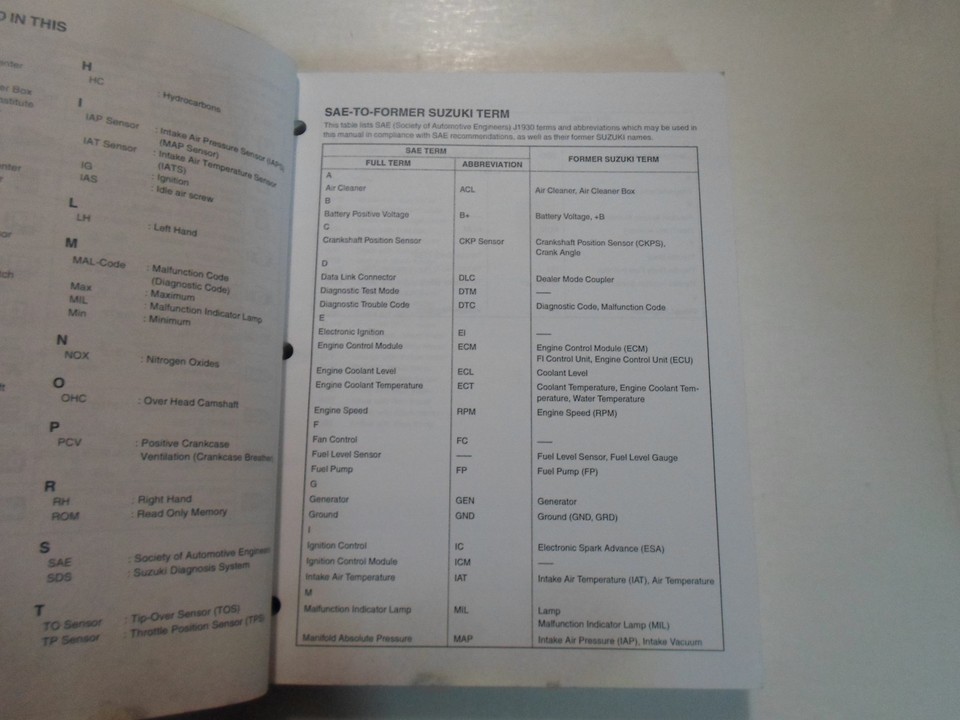 D IN THIS
enter
er Box
stitute
enter
r
sor
tch
ft
H
HC : Hydrocarbons
I
IAP Sensor : Intake Air Pressure Sensor (IAPS)
(MAP Sensor)
IAT Sensor : Intake Air Temperature Sensor
(IATS)
IG : Ignition
IAS : Idle air screw
L
LH : Left Hand
M
MAL-Code : Malfunction Code
(Diagnostic Code)
Max : Maximum
MIL : Malfunction Indicator Lamp
Min : Minimum
N
NOX : Nitrogen Oxides
O
OHC : Over Head Camshaft
P
PCV : Positive Crankcase
Ventilation (Crankcase Breather)
R
RH : Right Hand
ROM : Read Only Memory
S
SAE : Society of Automotive Engineers
SDS : Suzuki Diagnosis System
T
TO Sensor : Tip-Over Sensor (TOS)
TP Sensor : Throttle Position Sensor (TPS)
SAE-TO-FORMER SUZUKI TERM
This table lists SAE (Society of Automotive Engineers) J1930 terms and abbreviations which may be used in
this manual in compliance with SAE recommendations, as well as their former SUZUKI names.
SAE TERM FORMER SUZUKI TERM
FULL TERM ABBREVIATION
A
Air Cleaner ACL Air Cleaner, Air Cleaner Box
B
Battery Positive Voltage B+ Battery Voltage, +B
C
Crankshaft Position Sensor CKP Sensor Crankshaft Position Sensor (CKPS),
Crank Angle
D
Data Link Connector DLC Dealer Mode Coupler
Diagnostic Test Mode DTM ——
Diagnostic Trouble Code DTC Diagnostic Code, Malfunction Code
E
Electronic Ignition EI ——
Engine Control Module ECM Engine Control Module (ECM)
FI Control Unit, Engine Control Unit (ECU)
Engine Coolant Level ECL Coolant Level
Engine Coolant Temperature ECT Coolant Temperature, Engine Coolant Tem-
perature, Water Temperature
Engine Speed RPM Engine Speed (RPM)
F
Fan Control FC ——
Fuel Level Sensor —— Fuel Level Sensor, Fuel Level Gauge
Fuel Pump FP Fuel Pump (FP)
G
Generator GEN Generator
Ground GND Ground (GND, GRD)
I
Ignition Control IC Electronic Spark Advance (ESA)
Ignition Control Module ICM ——
Intake Air Temperature IAT Intake Air Temperature (IAT), Air Temperature
M
Malfunction Indicator Lamp MIL Lamp
Malfunction Indicator Lamp (MIL)
Manifold Absolute Pressure MAP Intake Air Pressure (IAP), Intake Vacuum